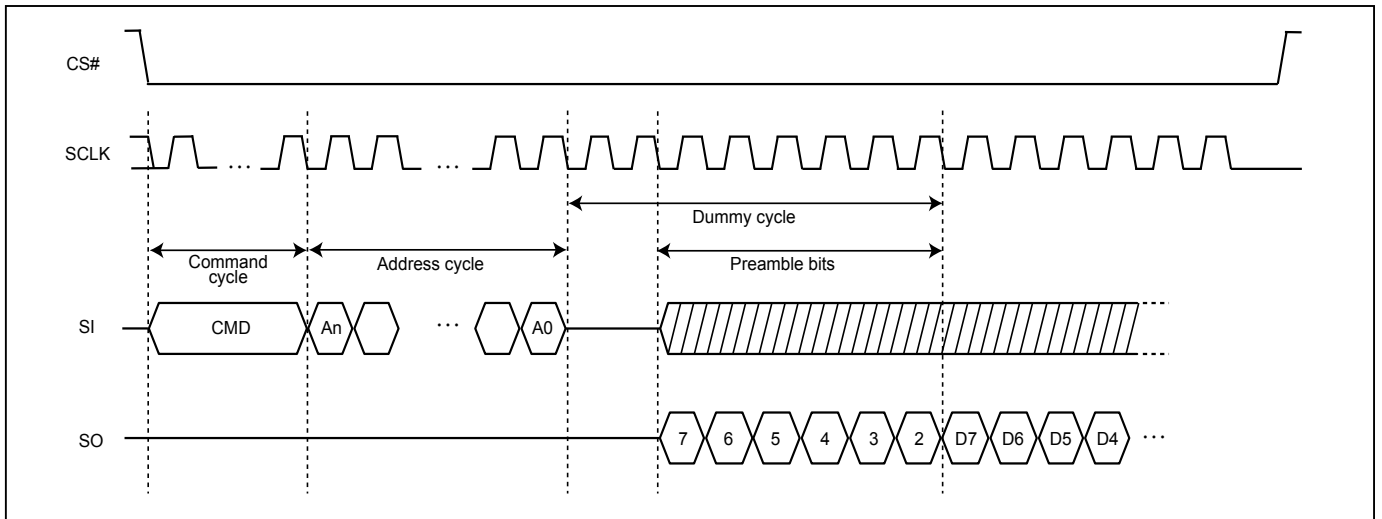 CS#
SCLK
...
...
Dummy cycle
Command
cycle
Address cycle
Preamble bits
SI
CMD
An
...
A0
SO
7
6
5
4
3
2
D7
D6
D5
D4
...